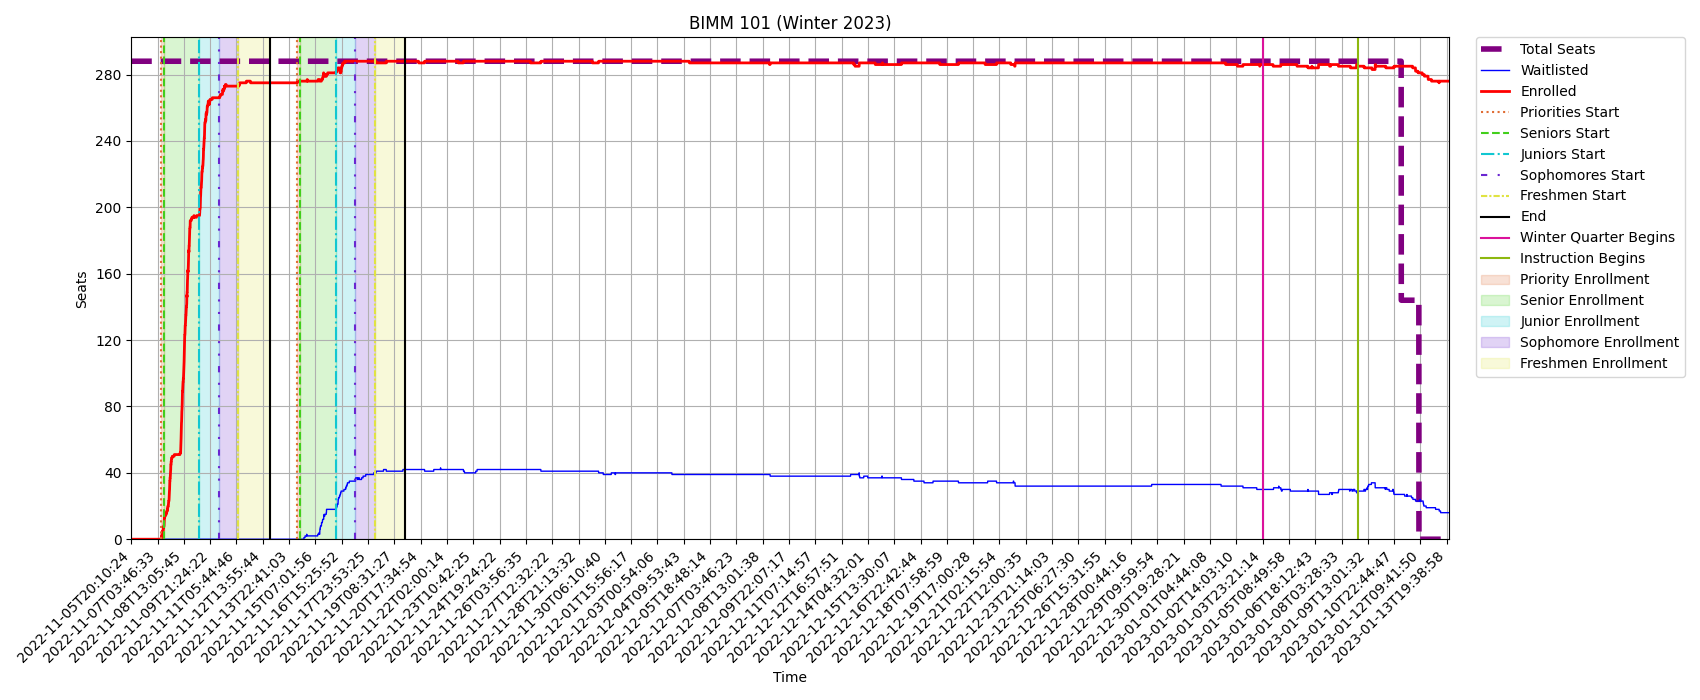 BIMM 101 (Winter 2023)
Seats
280
240
200
160
120
80
40
0
2022-11-05T20:10:24
2022-11-07T03:46:33
2022-11-08T13:05:45
2022-11-09T21:24:22
2022-11-11T05:44:46
2022-11-12T13:55:44
2022-11-13T22:41:03
2022-11-15T07:01:56
2022-11-16T15:25:52
2022-11-17T23:53:25
2022-11-19T08:31:27
2022-11-20T17:34:54
2022-11-22T02:00:14
2022-11-23T10:42:25
2022-11-24T19:24:22
2022-11-26T03:56:35
2022-11-27T12:32:22
2022-11-28T21:13:32
2022-11-30T06:10:40
2022-12-01T15:56:17
2022-12-03T00:54:06
2022-12-04T09:53:43
2022-12-05T18:48:14
2022-12-07T03:46:23
2022-12-08T13:01:38
2022-12-09T22:07:17
2022-12-11T07:14:57
2022-12-12T16:57:51
2022-12-14T04:32:01
2022-12-15T13:30:07
2022-12-16T22:42:44
2022-12-18T07:58:59
2022-12-19T17:00:28
2022-12-21T02:15:54
2022-12-22T12:00:35
2022-12-23T21:14:03
2022-12-25T06:27:30
2022-12-26T15:31:55
2022-12-28T00:44:16
2022-12-29T09:59:54
2022-12-30T19:28:21
2023-01-01T04:44:08
2023-01-02T14:03:10
2023-01-03T23:21:14
2023-01-05T08:49:58
2023-01-06T18:12:43
2023-01-08T03:28:33
2023-01-09T13:01:32
2023-01-10T22:44:47
2023-01-12T09:41:50
2023-01-13T19:38:58
Time
Total Seats
Waitlisted
Enrolled
Priorities Start
Seniors Start
Juniors Start
Sophomores Start
Freshmen Start
End
Winter Quarter Begins
Instruction Begins
Priority Enrollment
Senior Enrollment
Junior Enrollment
Sophomore Enrollment
Freshmen Enrollment